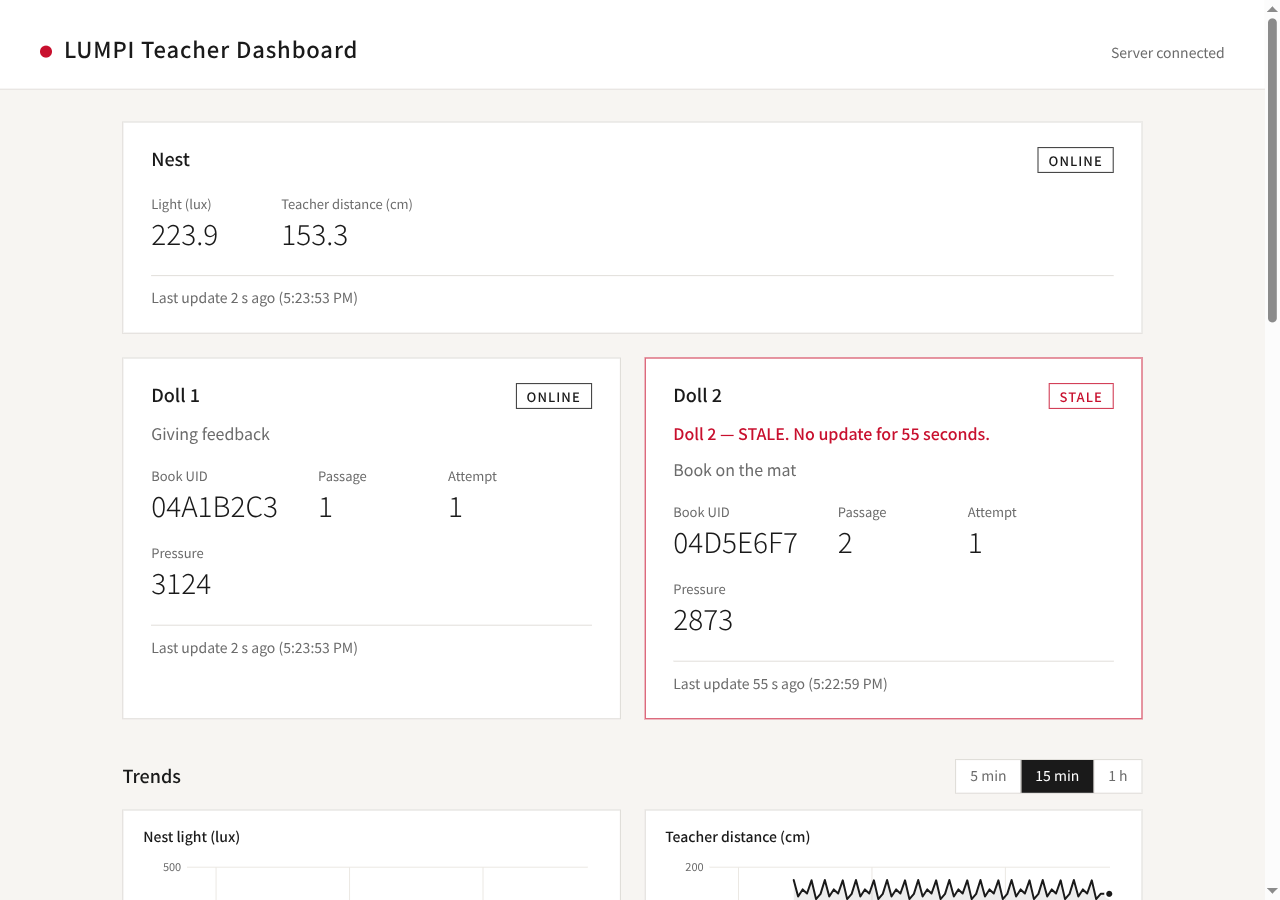 LUMPI Teacher Dashboard
Server connected
Nest
ONLINE
Light (lux)
Teacher distance (cm)
223.9
153.3
Last update 2 s ago (5:23:53 PM)
Doll 1
ONLINE
Giving feedback
Book UID
Passage
Attempt
04A1B2C3
1
1
Pressure
3124
Last update 2 s ago (5:23:53 PM)
Doll 2
STALE
Doll 2 — STALE. No update for 55 seconds.
Book on the mat
Book UID
Passage
Attempt
04D5E6F7
2
1
Pressure
2873
Last update 55 s ago (5:22:59 PM)
Trends
5 min
15 min
1 h
Nest light (lux)
500
Teacher distance (cm)
200